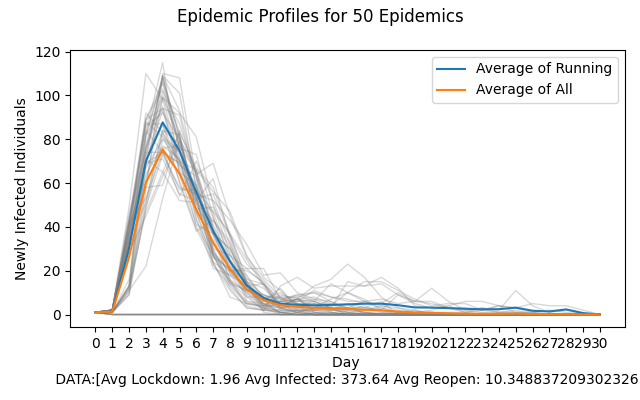 Epidemic Profiles for 50 Epidemics
120
100
80
60
40
20
0
Newly Infected Individuals
Average of Running
Average of All
0 1 2 3 4 5 6 7 8 9 10 11 12 13 14 15 16 17 18 19 20 21 22 23 24 25 26 27 28 29 30
Day
DATA:[Avg Lockdown: 1.96 Avg Infected: 373.64 Avg Reopen: 10.348837209302326